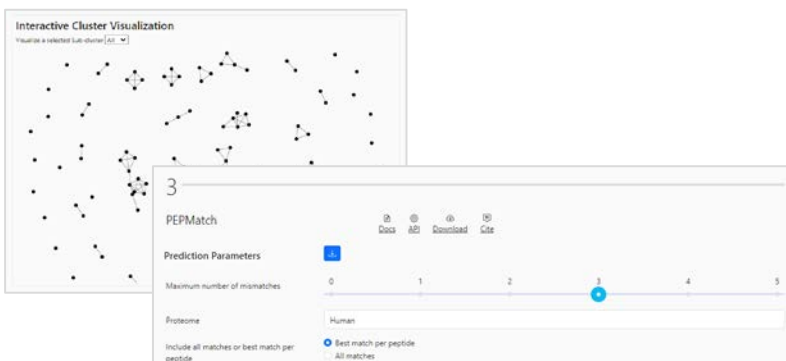 Interactive Cluster Visualization
Visualize a selected Sub-cluster All
3
PEPMatch
Docs API Download Cite
Prediction Parameters
Maximum number of mismatches
0 1 2 3 4 5
Proteome
Human
Include all matches or best match per
peptide
Best match per peptide
All matches